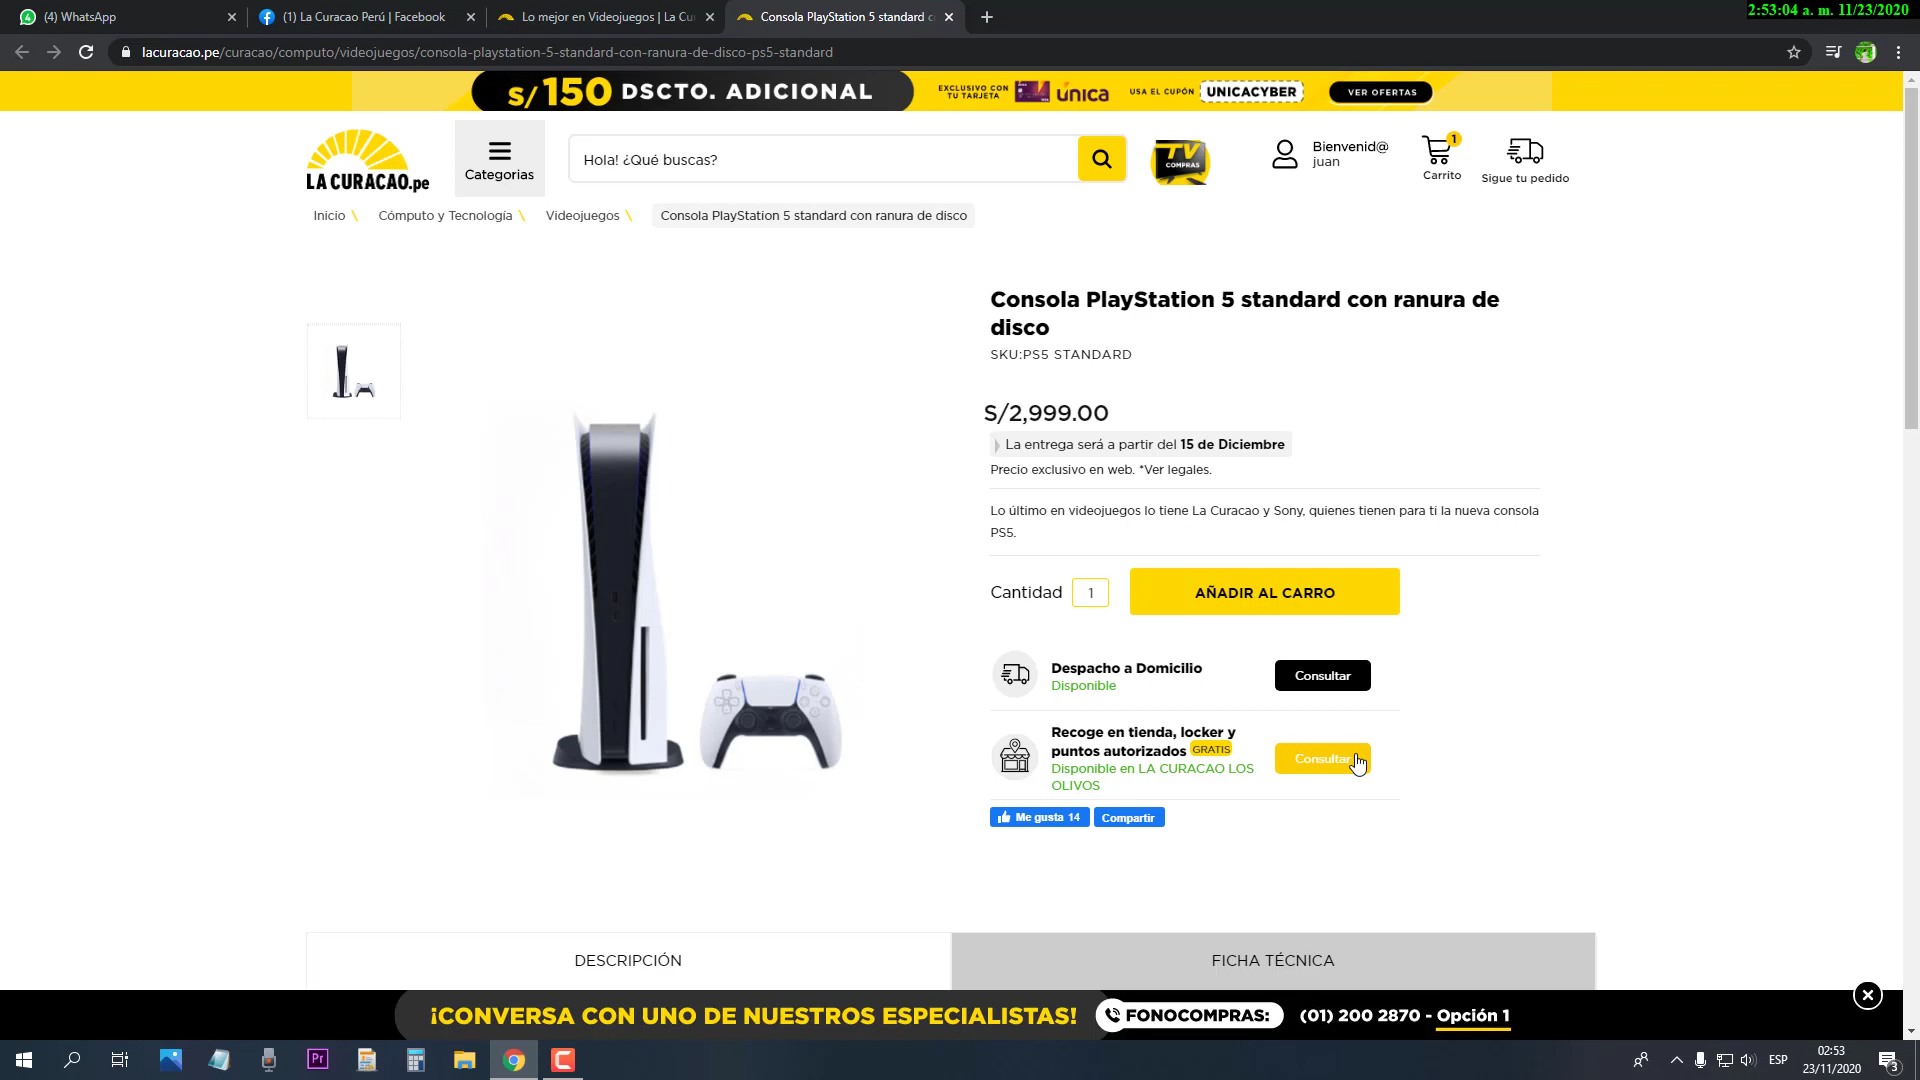 (4) WhatsApp
(1) La Curacao Perú | Facebook
Lo mejor en Videojuegos | La Cu
Consola PlayStation 5 standard c
2:53:04 a. m. 11/23/2020
lacuracao.pe/curacao/computo/videojuegos/consola-playstation-5-standard-con-ranura-de-disco-ps5-standard
S/150 DSCTO. ADICIONAL
EXCLUSIVO CON
TU TARJETA
única
USA EL CUPÓN UNICACYBER
VER OFERTAS
LA CURACAO.pe
Categorias
Hola! ¿Qué buscas?
TV
COMPRAS
Bienvenid@
juan
1
Carrito
Sigue tu pedido
Inicio \ Cómputo y Tecnología \ Videojuegos \ Consola PlayStation 5 standard con ranura de disco
Consola PlayStation 5 standard con ranura de
disco
SKU:PS5 STANDARD
S/2,999.00
La entrega será a partir del 15 de Diciembre
Precio exclusivo en web. *Ver legales.
Lo último en videojuegos lo tiene La Curacao y Sony, quienes tienen para ti la nueva consola
PS5.
Cantidad 1 AÑADIR AL CARRO
Despacho a Domicilio
Disponible
Consultar
Recoge en tienda, locker y
puntos autorizados GRATIS
Disponible en LA CURACAO LOS
OLIVOS
Consultar
Me gusta 14 Compartir
DESCRIPCIÓN
FICHA TÉCNICA
¡CONVERSA CON UNO DE NUESTROS ESPECIALISTAS! FONOCOMPRAS: (01) 200 2870 - Opción 1
Pr
ESP
02:53
23/11/2020
3